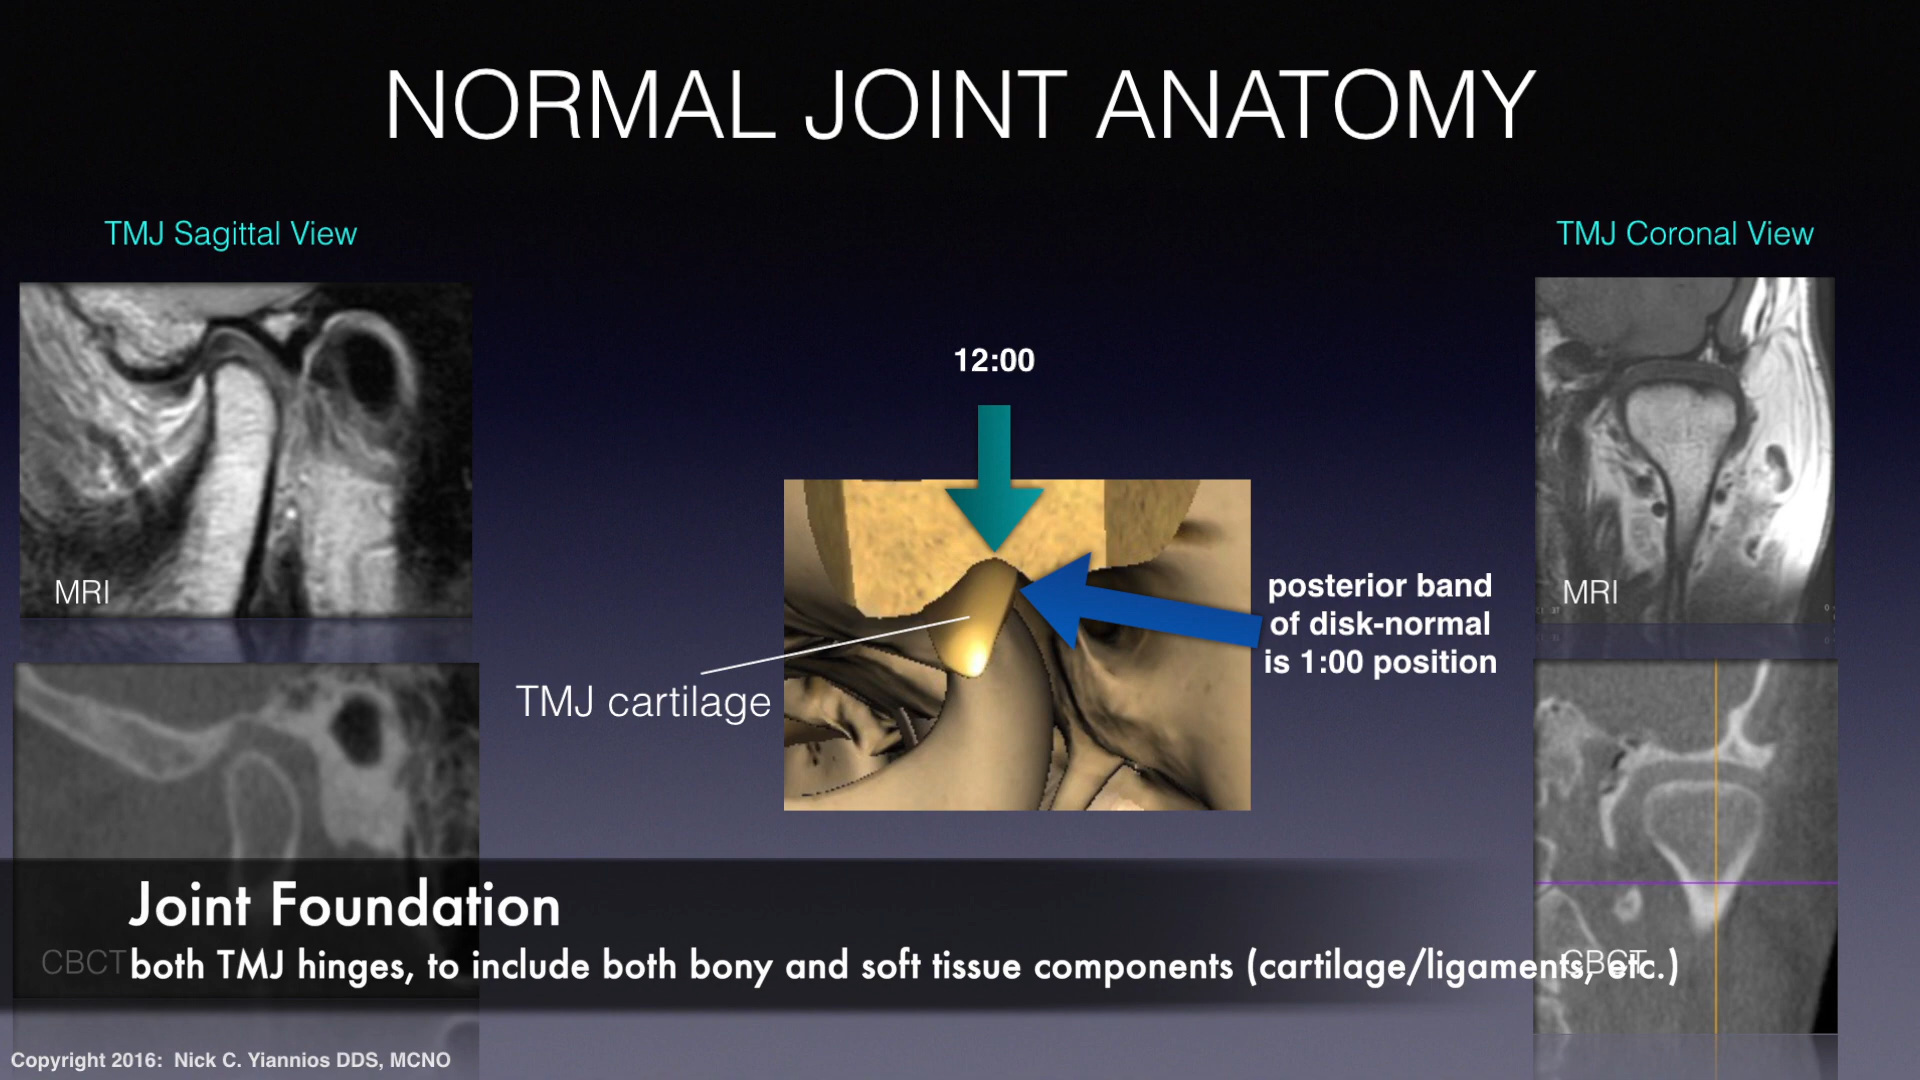 NORMAL JOINT ANATOMY
TMJ Sagittal View
TMJ Coronal View
12:00
MRI
MRI
posterior band
of disk-normal
is 1:00 position
TMJ cartilage
Joint Foundation
CBCT
both TMJ hinges, to include both bony and soft tissue components (cartilage/ligaments, etc.)
CBCT
Copyright 2016: Nick C. Yiannios DDS, MCNO